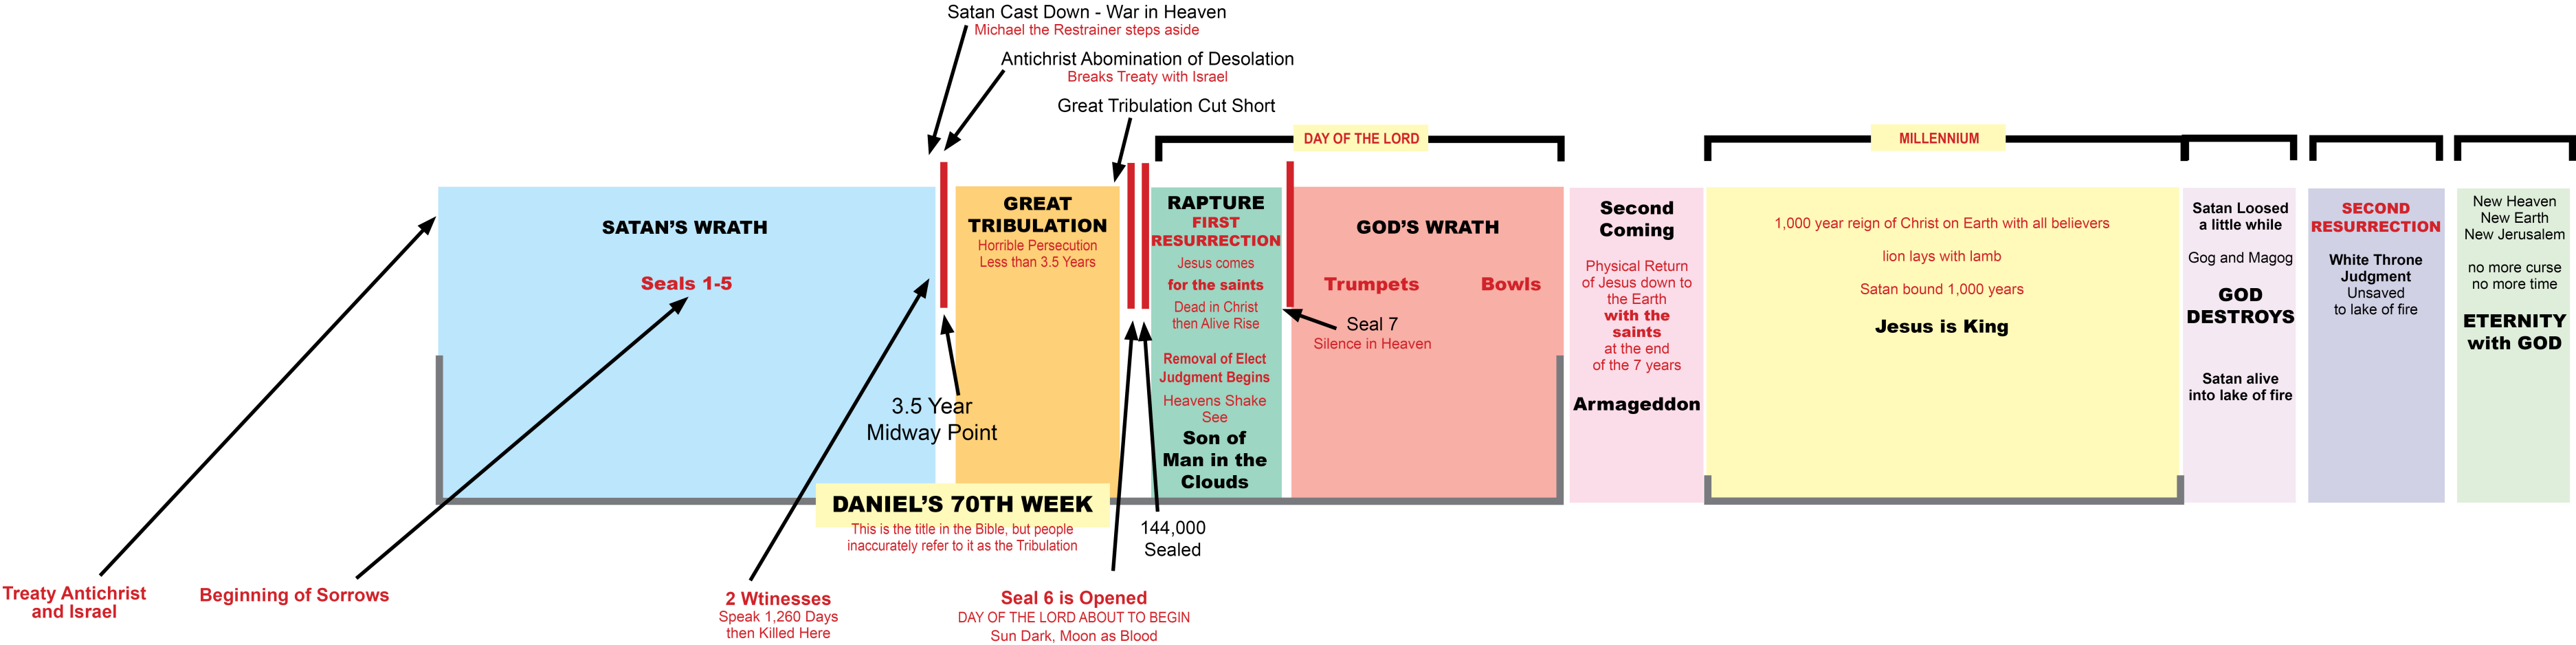 Satan Cast Down - War in Heaven
Michael the Restrainer steps aside
Antichrist Abomination of Desolation
Breaks Treaty with Israel
Great Tribulation Cut Short
DAY OF THE LORD
MILLENNIUM
SATAN'S WRATH
Seals 1-5
GREAT
TRIBULATION
Horrible Persecution
Less than 3.5 Years
RAPTURE
FIRST
RESURRECTION
Jesus comes
for the saints
Dead in Christ
then Alive Rise
Removal of Elect
Judgment Begins
Heavens Shake
See
Son of
Man in the
Clouds
GOD'S WRATH
Trumpets
Bowls
Seal 7
Silence in Heaven
Second
Coming
Physical Return
of Jesus down to
the Earth
with the
saints
at the end
of the 7 years
Armageddon
1,000 year reign of Christ on Earth with all believers
lion lays with lamb
Satan bound 1,000 years
Jesus is King
Satan Loosed
a little while
Gog and Magog
GOD
DESTROYS
Satan alive
into lake of fire
SECOND
RESURRECTION
White Throne
Judgment
Unsaved
to lake of fire
New Heaven
New Earth
New Jerusalem
no more curse
no more time
ETERNITY
with GOD
3.5 Year
Midway Point
DANIEL'S 70TH WEEK
This is the title in the Bible, but people
inaccurately refer to it as the Tribulation
144,000
Sealed
Treaty Antichrist
and Israel
Beginning of Sorrows
2 Wtinesses
Speak 1,260 Days
then Killed Here
Seal 6 is Opened
DAY OF THE LORD ABOUT TO BEGIN
Sun Dark, Moon as Blood